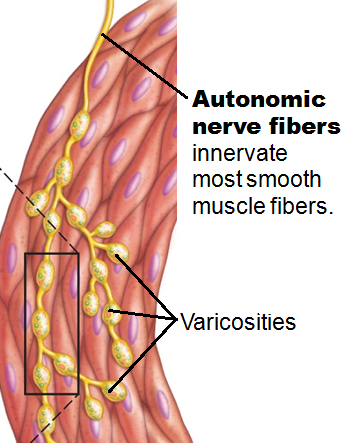 Autonomic
nerve fibers
innervate
most smooth
muscle fibers.
Varicosities